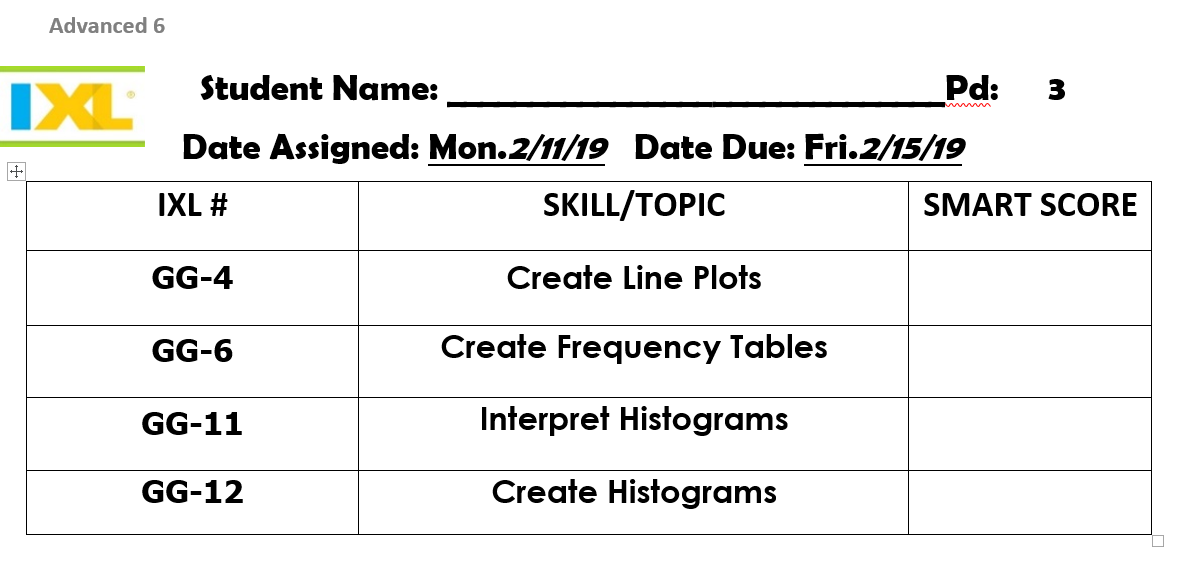 Advanced 6
IXL®
Student Name: ______________________________Pd: 3
Date Assigned: Mon.2/11/19 Date Due: Fri.2/15/19
IXL # SKILL/TOPIC SMART SCORE
GG-4 Create Line Plots
GG-6 Create Frequency Tables
GG-11 Interpret Histograms
GG-12 Create Histograms